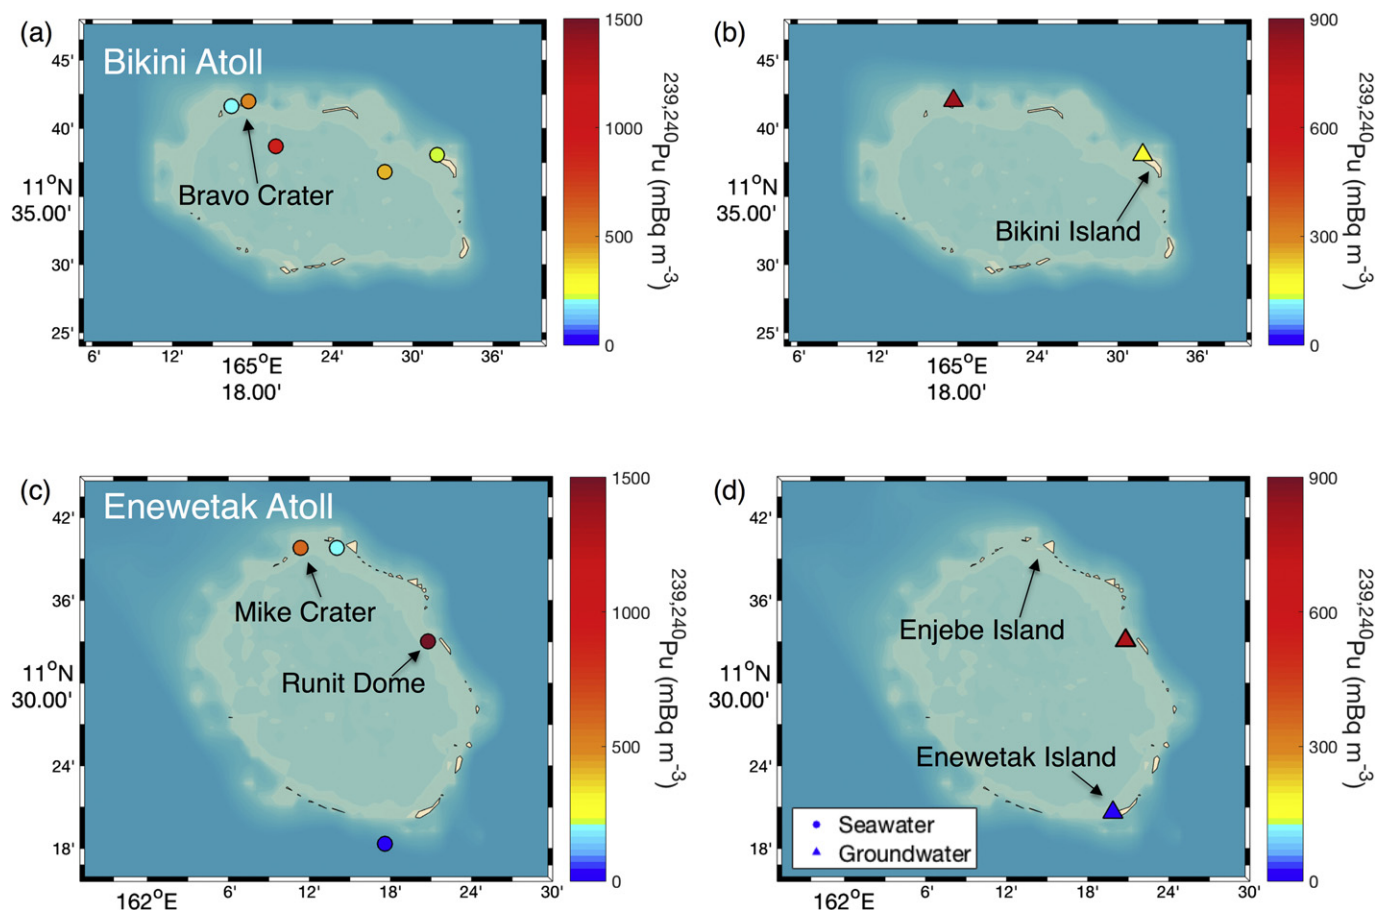 (a)
Bikini Atoll
45'
40'
11°N
35.00'
30'
25'
6'
12'
165°E
18.00'
24'
30'
36'
Bravo Crater
1500
1000
500
0
239,240Pu (mBq m-3)
(b)
45'
40'
11°N
35.00'
30'
25'
6'
12'
165°E
18.00'
24'
30'
36'
Bikini Island
900
600
300
0
239,240Pu (mBq m-3)
(c)
Enewetak Atoll
42'
36'
11°N
30.00'
24'
18'
162°E
6'
12'
18'
24'
30'
Mike Crater
Runit Dome
1500
1000
500
0
239,240Pu (mBq m-3)
(d)
42'
36'
11°N
30.00'
24'
18'
162°E
6'
12'
18'
24'
30'
Enjebe Island
Enewetak Island
Seawater
Groundwater
900
600
300
0
239,240Pu (mBq m-3)